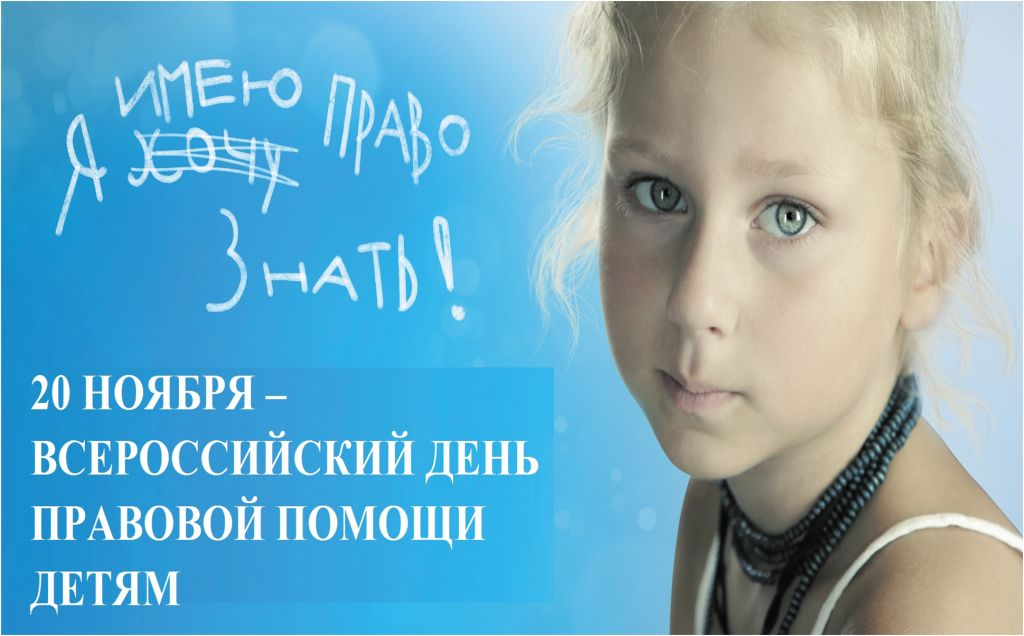 Я ХОЧУ ИМЕЮ ПРАВО
ЗНАТЬ!
20 НОЯБРЯ –
ВСЕРОССИЙСКИЙ ДЕНЬ
ПРАВОВОЙ ПОМОЩИ
ДЕТЯМ